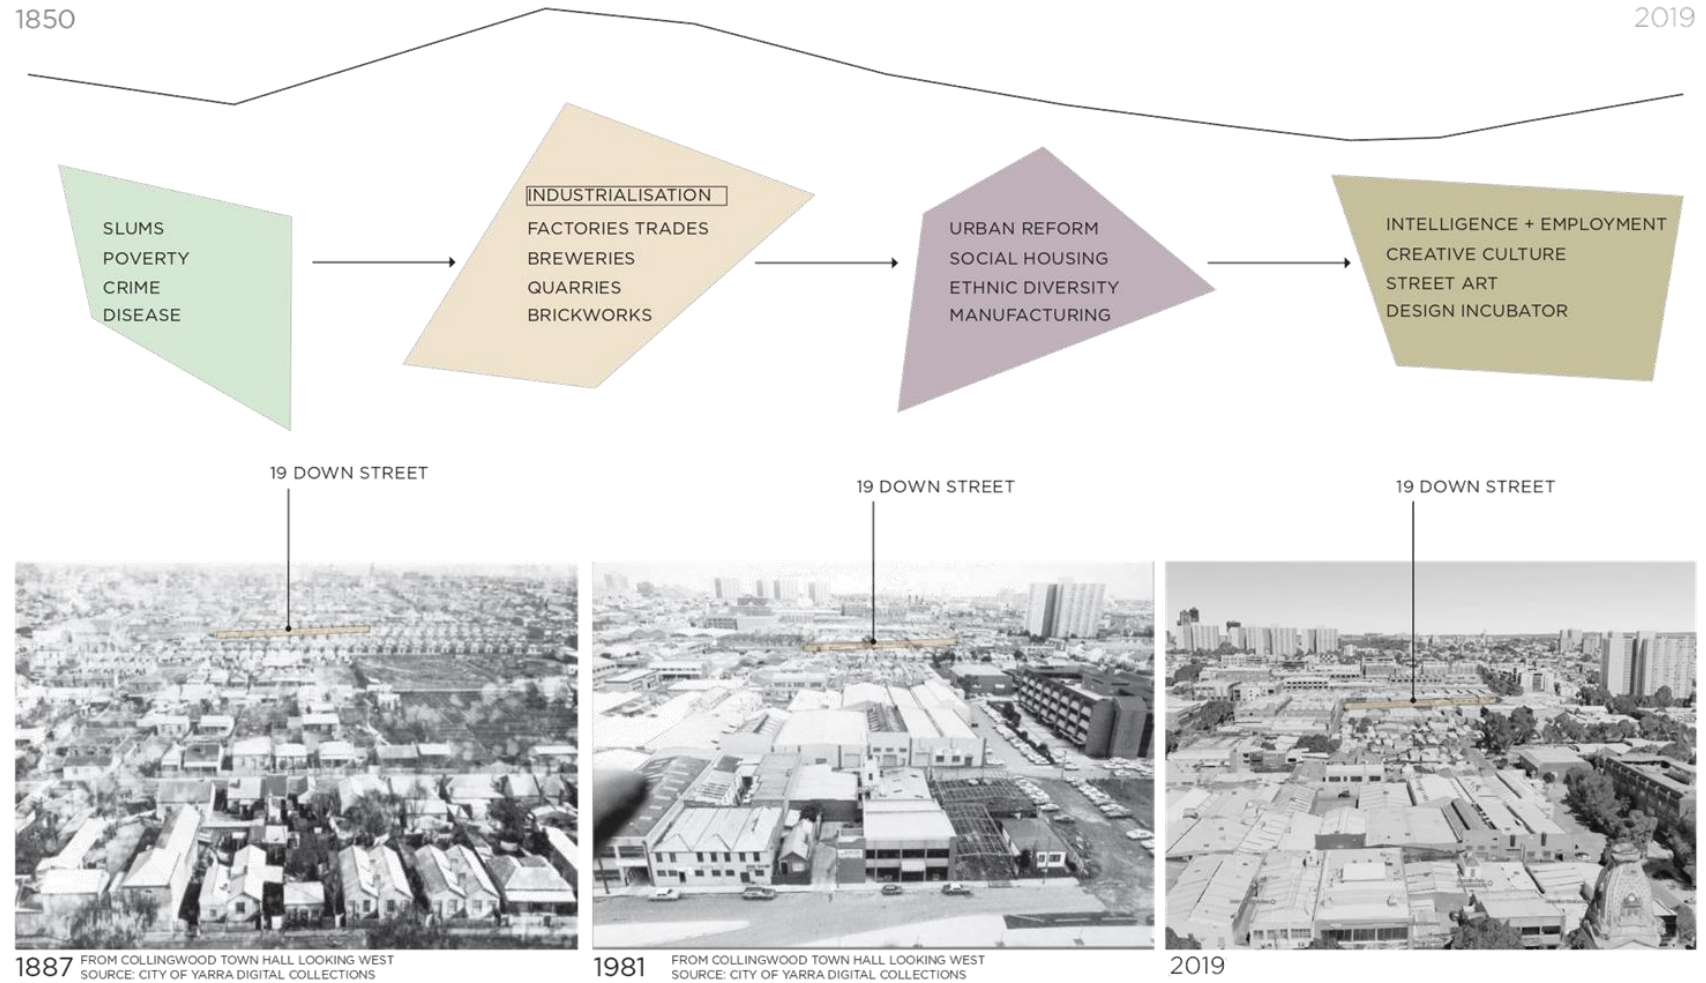 1850
2019
SLUMS
POVERTY
CRIME
DISEASE
INDUSTRIALISATION
FACTORIES TRADES
BREWERIES
QUARRIES
BRICKWORKS
URBAN REFORM
SOCIAL HOUSING
ETHNIC DIVERSITY
MANUFACTURING
INTELLIGENCE + EMPLOYMENT
CREATIVE CULTURE
STREET ART
DESIGN INCUBATOR
19 DOWN STREET
19 DOWN STREET
19 DOWN STREET
1887
FROM COLLINGWOOD TOWN HALL LOOKING WEST
SOURCE: CITY OF YARRA DIGITAL COLLECTIONS
1981
FROM COLLINGWOOD TOWN HALL LOOKING WEST
SOURCE: CITY OF YARRA DIGITAL COLLECTIONS
2019